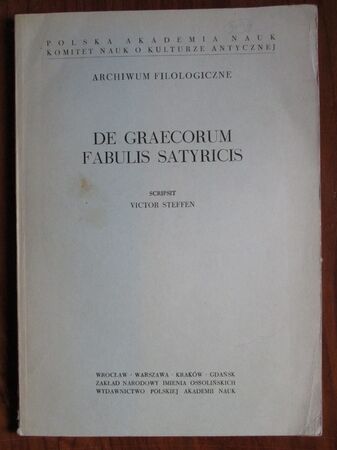 POLSKA AKADEMIA NAUK
KOMITET NAUK O KULTURZE ANTYCZNEJ
ARCHIWUM FILOLOGICZNE
DE GRAECORUM
FABULIS SATYRICIS
SCRIPSIT
VICTOR STEFFEN
WROCŁAW · WARSZAWA · KRAKÓW · GDAŃSK
ZAKŁAD NARODOWY IMIENIA OSSOLIŃSKICH
WYDAWNICTWO POLSKIEJ AKADEMII NAUK